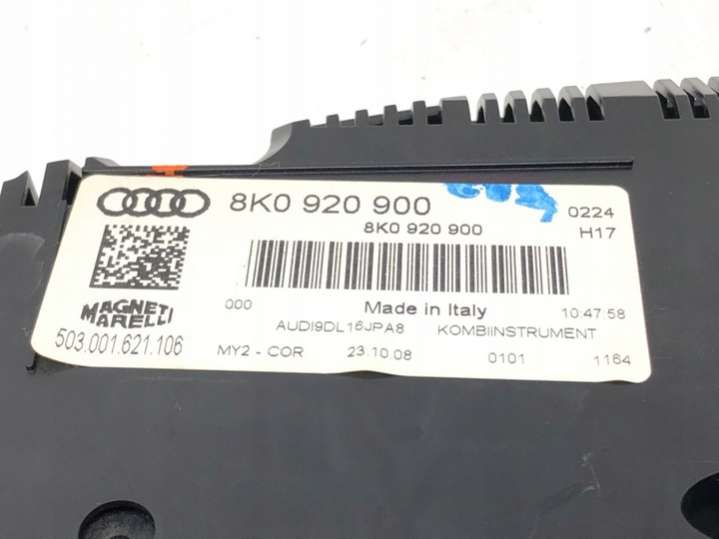 8K0 920 900
8K0 920 900
0224
H17
MAGNETI
MARELLI
503.001.621.106
000
Made in Italy
10:47:58
AUDI9DL16JPA8
KOMBIINSTRUMENT
MY2 - COR
23.10.08
0101
1164